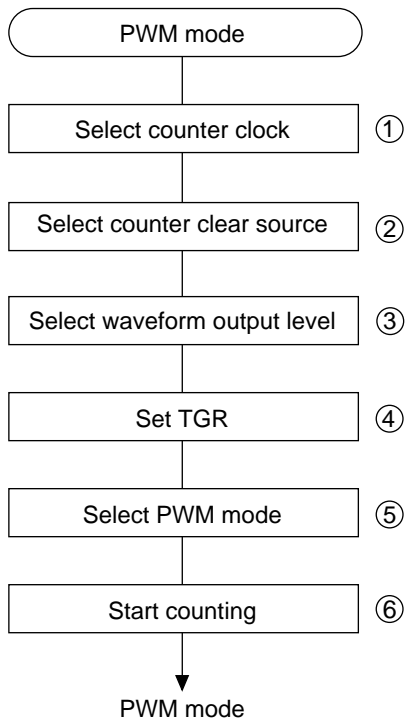 PWM mode
Select counter clock ①
Select counter clear source ②
Select waveform output level ③
Set TGR ④
Select PWM mode ⑤
Start counting ⑥
PWM mode